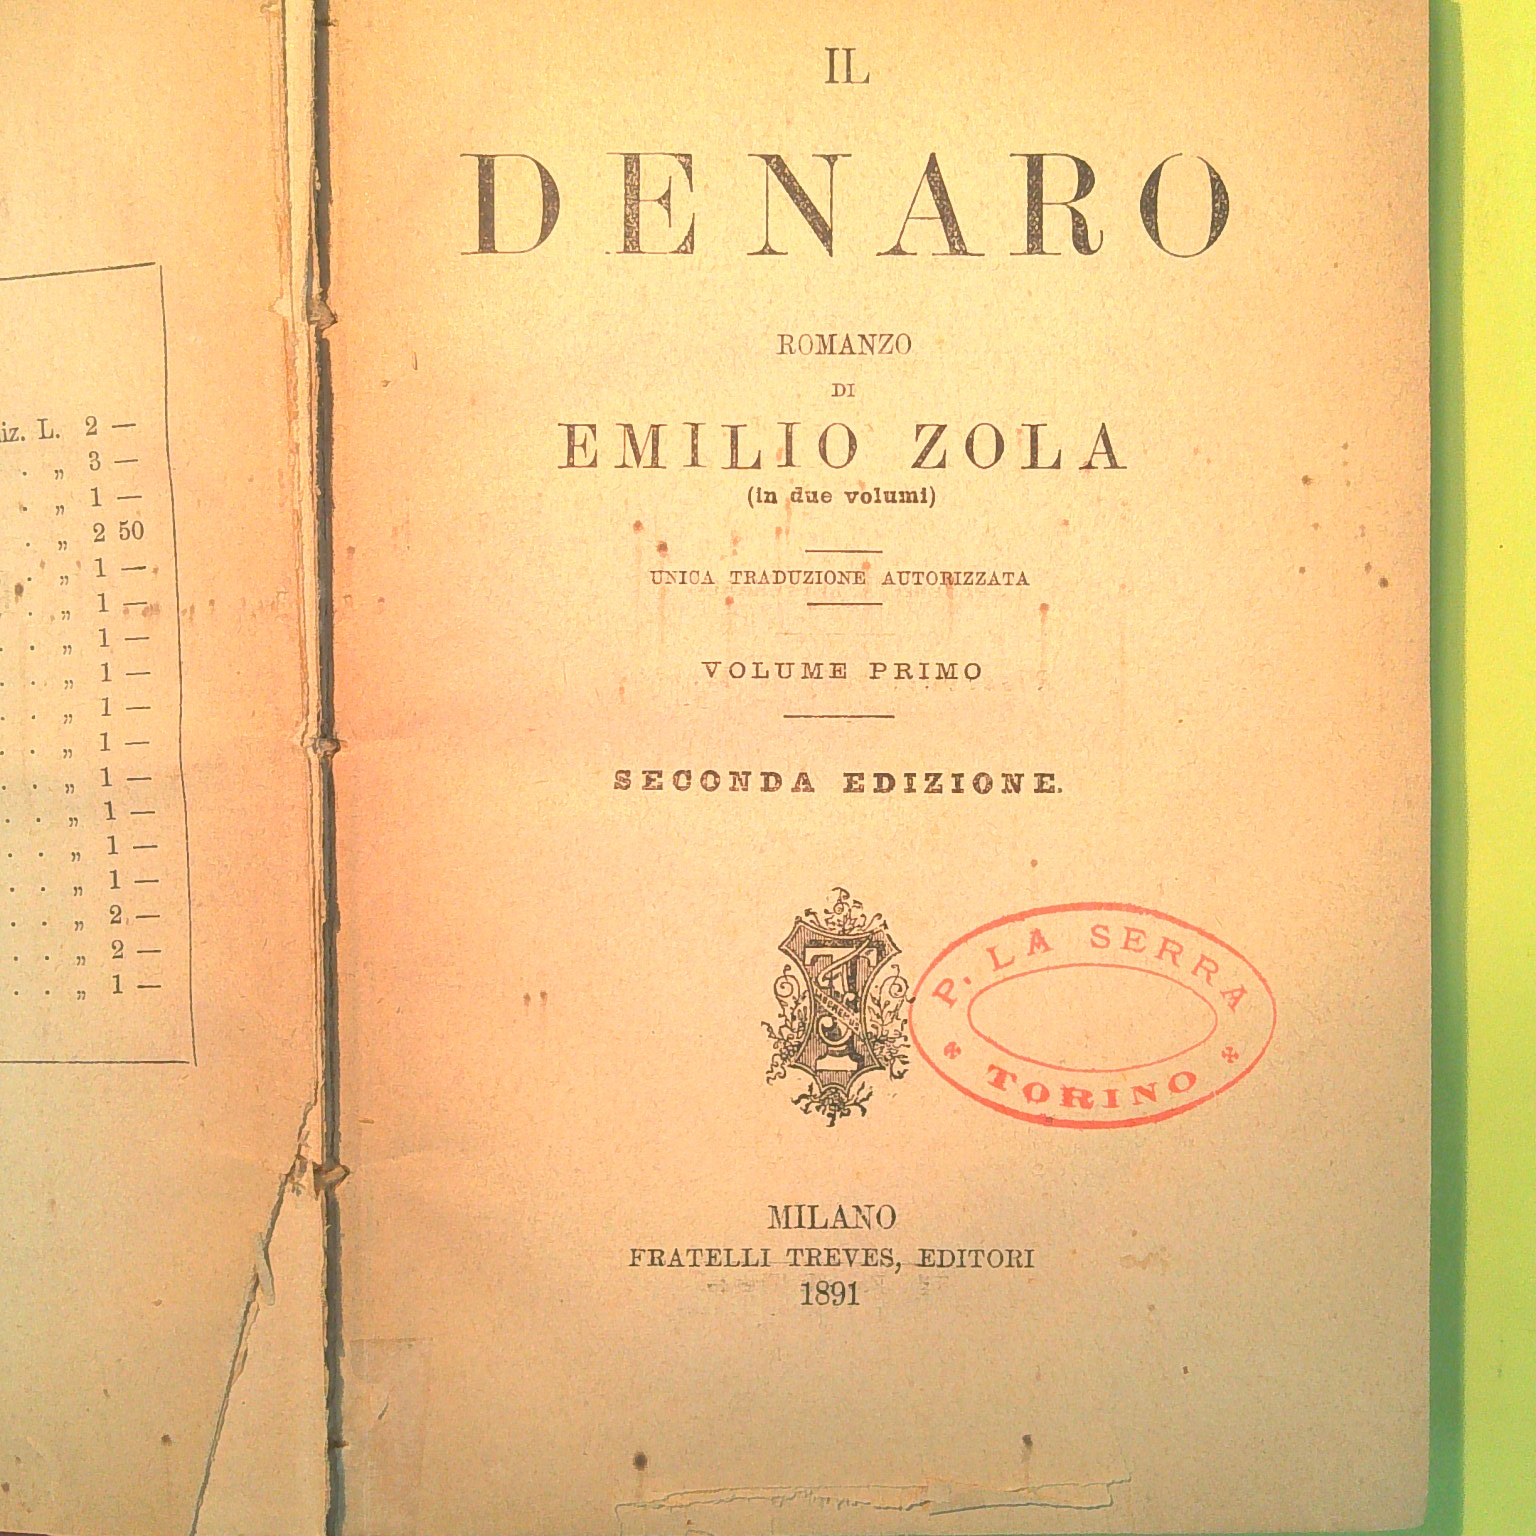 iz. L. 2 —
. „ 3 —
. „ 1 —
. „ 2 50
. „ 1 —
. „ 1 —
. . „ 1 —
. . „ 1 —
. . „ 1 —
. . „ 1 —
. . „ 1 —
. . „ 1 —
. . „ 1 —
. . „ 1 —
. . „ 2 —
. . „ 2 —
. . „ 1 —
IL
DENARO
ROMANZO
DI
EMILIO ZOLA
(in due volumi)
UNICA TRADUZIONE AUTORIZZATA
VOLUME PRIMO
SECONDA EDIZIONE.
P. LA SERRA
TORINO
MILANO
FRATELLI TREVES, EDITORI
1891